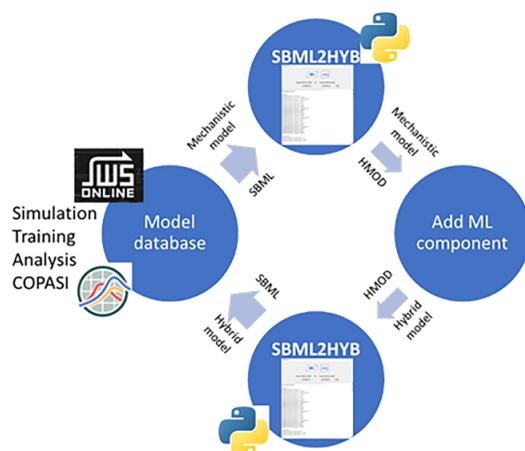 SBML2HYB
Mechanistic
model
SBML
Mechanistic
model
HMOD
JWS
ONLINE
Simulation
Training
Analysis
COPASI
Model
database
Add ML
component
SBML
Hybrid
model
HMOD
Hybrid
model
SBML2HYB